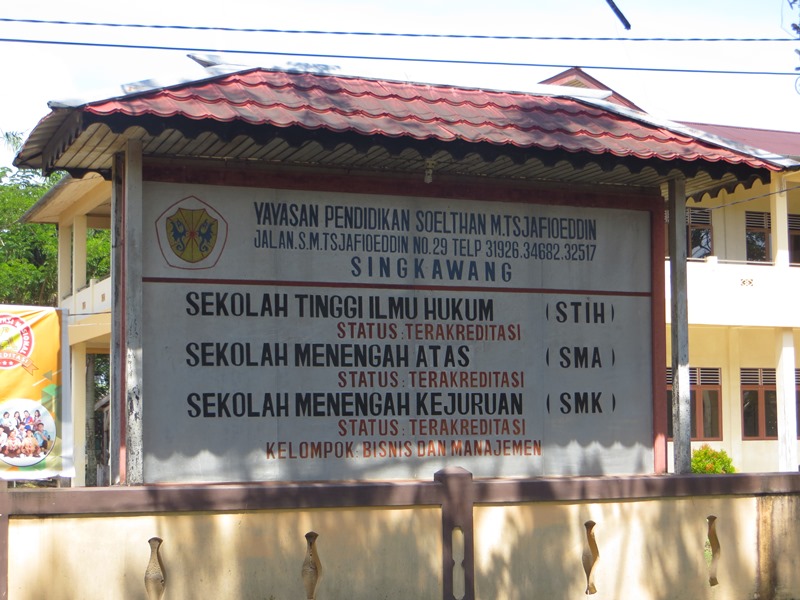 YAYASAN PENDIDIKAN SOELTHAN M.TSJAFIOEDDIN
JALAN.S.M.TSJAFIOEDDIN NO.29 TELP 31926.34682.32517
SINGKAWANG
SEKOLAH TINGGI ILMU HUKUM (STIH)
STATUS: TERAKREDITASI
SEKOLAH MENENGAH ATAS (SMA)
STATUS: TERAKREDITASI
SEKOLAH MENENGAH KEJURUAN (SMK)
STATUS: TERAKREDITASI
KELOMPOK: BISNIS DAN MANAJEMEN